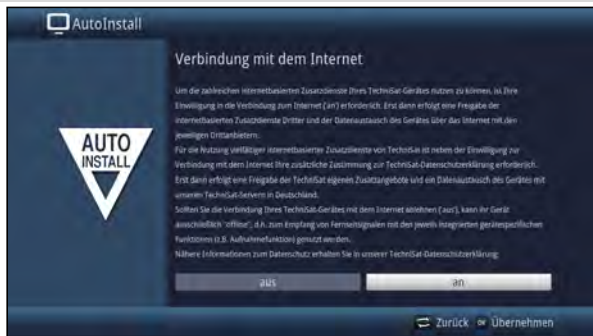 AutoInstall
Verbindung mit dem Internet
Um die zahlreichen internetbasierten Zusatzdienste Ihres TechniSat-Gerätes nutzen zu können, ist Ihre
Einwilligung in die Verbindung zum Internet ('an') erforderlich. Erst dann erfolgt eine Freigabe der
internetbasierten Zusatzdienste Dritter und der Datenaustausch des Gerätes über das Internet mit den
jeweiligen Drittanbietern.
Für die Nutzung vielfältiger internetbasierter Zusatzdienste von TechniSat ist neben der Einwilligung zur
Verbindung mit dem Internet Ihre zusätzliche Zustimmung zur TechniSat-Datenschutzerklärung erforderlich.
Erst dann erfolgt eine Freigabe der TechniSat eigenen Zusatzangebote und ein Datenaustausch des Gerätes mit
unseren TechniSat-Servern in Deutschland.
Sollten Sie die Verbindung Ihres TechniSat-Gerätes mit dem Internet ablehnen ('aus'), kann ihr Gerät
ausschließlich "offline", d.h. zum Empfang von Fernsehsignalen mit den jeweils integrierten gerätespezifischen
Funktionen (z.B. Aufnahmefunktion) genutzt werden.
Nähere Informationen zum Datenschutz erhalten Sie in unserer TechniSat-Datenschutzerklärung.
AUTO
INSTALL
aus an
Zurück OK Übernehmen